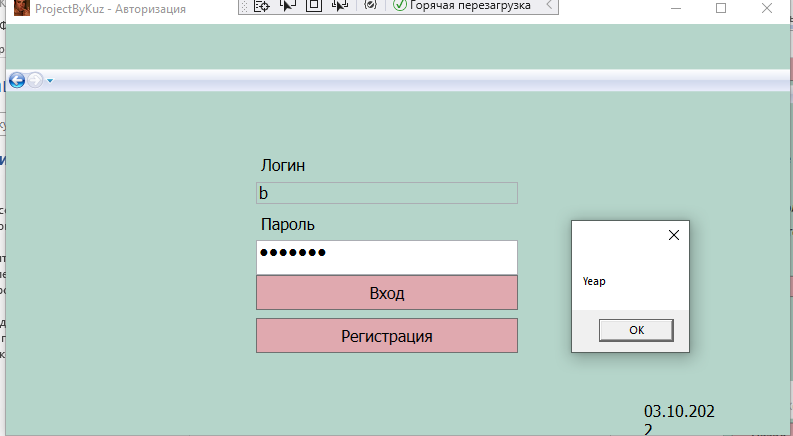 ProjectByKuz - Авторизация
Горячая перезагрузка
Логин
b
Пароль
Вход
Регистрация
Yeap
OK
03.10.202
2